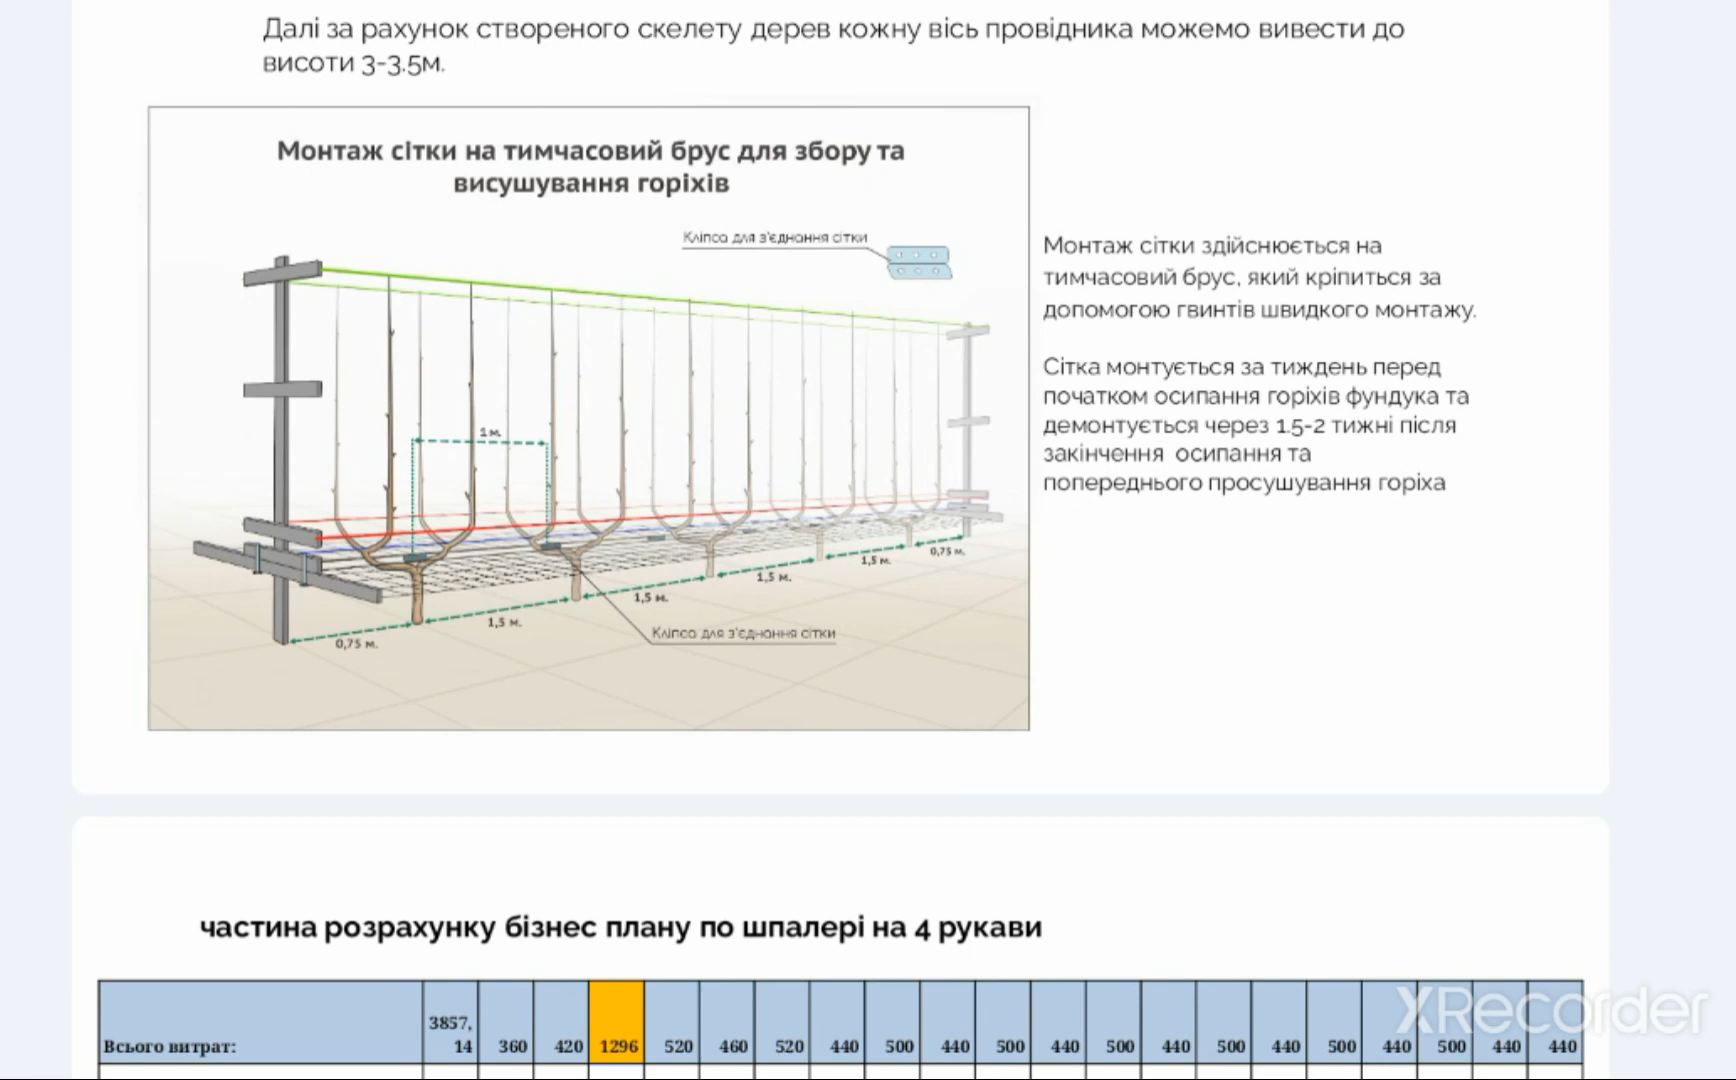 Далі за рахунок створеного скелету дерев кожну вісь провідника можемо вивести до
висоти 3-3.5м.
Монтаж сітки на тимчасовий брус для збору та
висушування горіхів
Кліпса для з'єднання сітки
Монтаж сітки здійснюється на
тимчасовий брус, який кріпиться за
допомогою гвинтів швидкого монтажу.
Сітка монтується за тиждень перед
початком осипання горіхів фундука та
демонтується через 1.5-2 тижні після
закінчення осипання та
попереднього просушування горіха
1 м.
0,75 м.
1,5 м.
1,5 м.
1,5 м.
1,5 м.
0,75 м.
Кліпса для з'єднання сітки
частина розрахунку бізнес плану по шпалері на 4 рукави
Всього витрат: 3857,14 360 420 1296 520 460 520 440 500 440 500 440 500 440 500 440 500 440 500 440 440
XRecorder